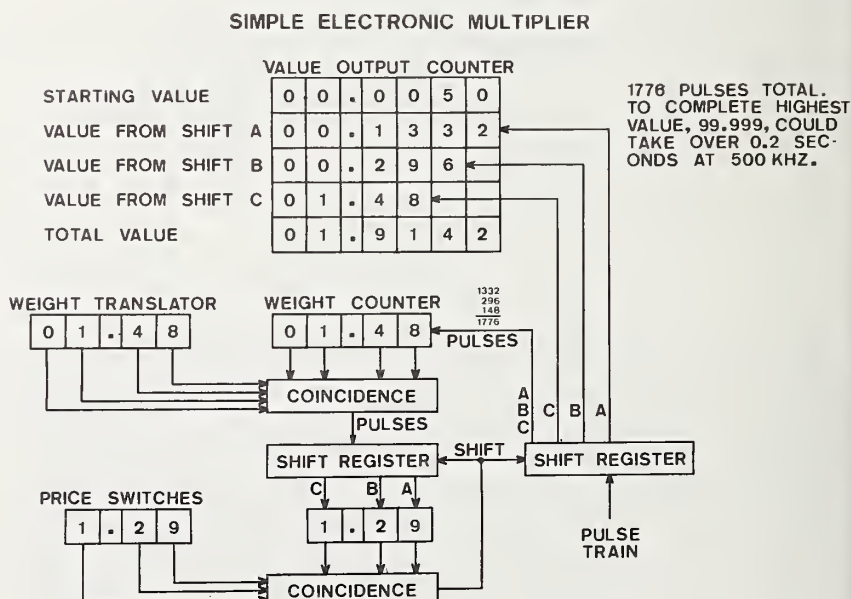 SIMPLE ELECTRONIC MULTIPLIER
VALUE OUTPUT COUNTER
STARTING VALUE 0 0 . 0 0 5 0
VALUE FROM SHIFT A 0 0 . 1 3 3 2
VALUE FROM SHIFT B 0 0 . 2 9 6
VALUE FROM SHIFT C 0 1 . 4 8
TOTAL VALUE 0 1 . 9 1 4 2
1776 PULSES TOTAL.
TO COMPLETE HIGHEST
VALUE, 99.999, COULD
TAKE OVER 0.2 SEC-
ONDS AT 500 KHZ.
WEIGHT TRANSLATOR
0 1 . 4 8
WEIGHT COUNTER
0 1 . 4 8
1332
296
148
1776
PULSES
COINCIDENCE
PULSES
A
B
C
C
B
A
SHIFT REGISTER
SHIFT
SHIFT REGISTER
C B A
PRICE SWITCHES
1 . 2 9
1 . 2 9
PULSE
TRAIN
COINCIDENCE